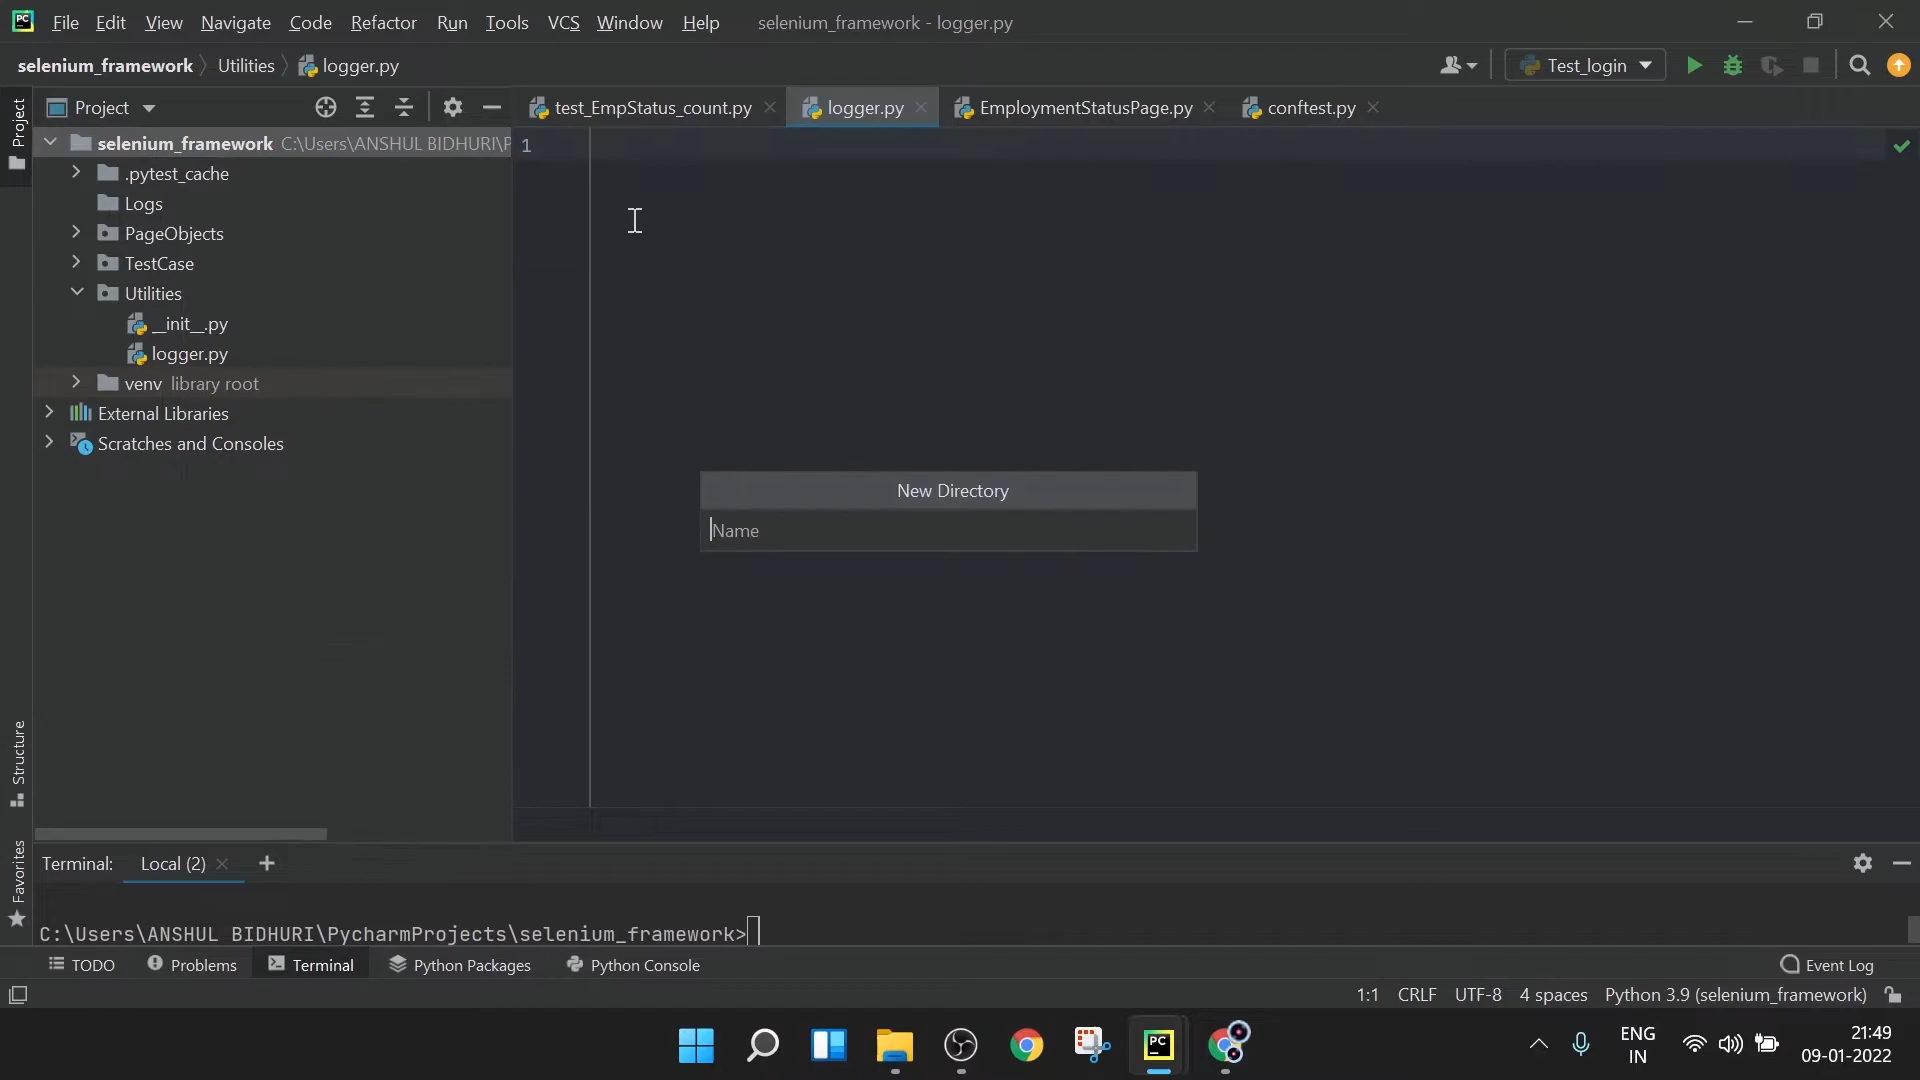 PC File Edit View Navigate Code Refactor Run Tools VCS Window Help selenium_framework - logger.py
selenium_framework Utilities logger.py Test_login
Project test_EmpStatus_count.py logger.py EmploymentStatusPage.py conftest.py
Project
selenium_framework C:\Users\ANSHUL BIDHURI\P
1
.pytest_cache
Logs
PageObjects
TestCase
Utilities
__init__.py
logger.py
venv library root
External Libraries
Scratches and Consoles
New Directory
Name
Structure
Favorites
Terminal: Local (2)
C:\Users\ANSHUL BIDHURI\PycharmProjects\selenium_framework>
TODO Problems Terminal Python Packages Python Console Event Log
1:1 CRLF UTF-8 4 spaces Python 3.9 (selenium_framework)
PC
ENG
IN
21:49
09-01-2022